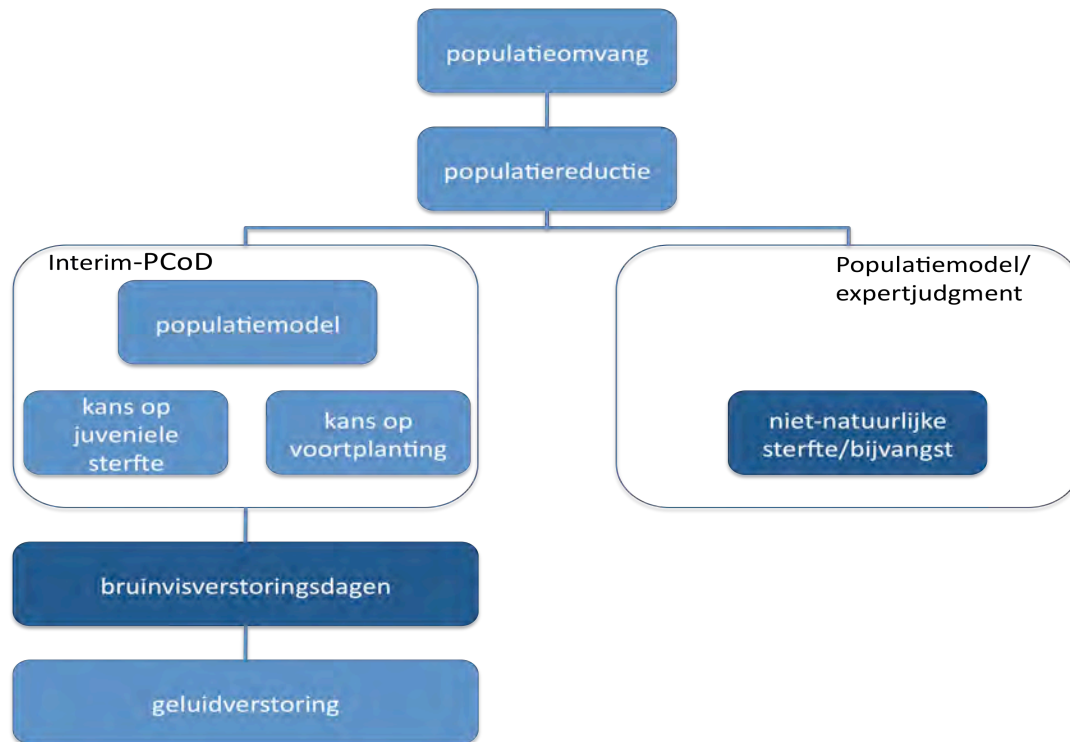 populatieomvang
populatiereductie
Interim-PCoD
populatiemodel
kans op
juveniele
sterfte
kans op
voortplanting
Populatiemodel/
expertjudgment
niet-natuurlijke
sterfte/bijvangst
bruinvisverstoringsdagen
geluidverstoring